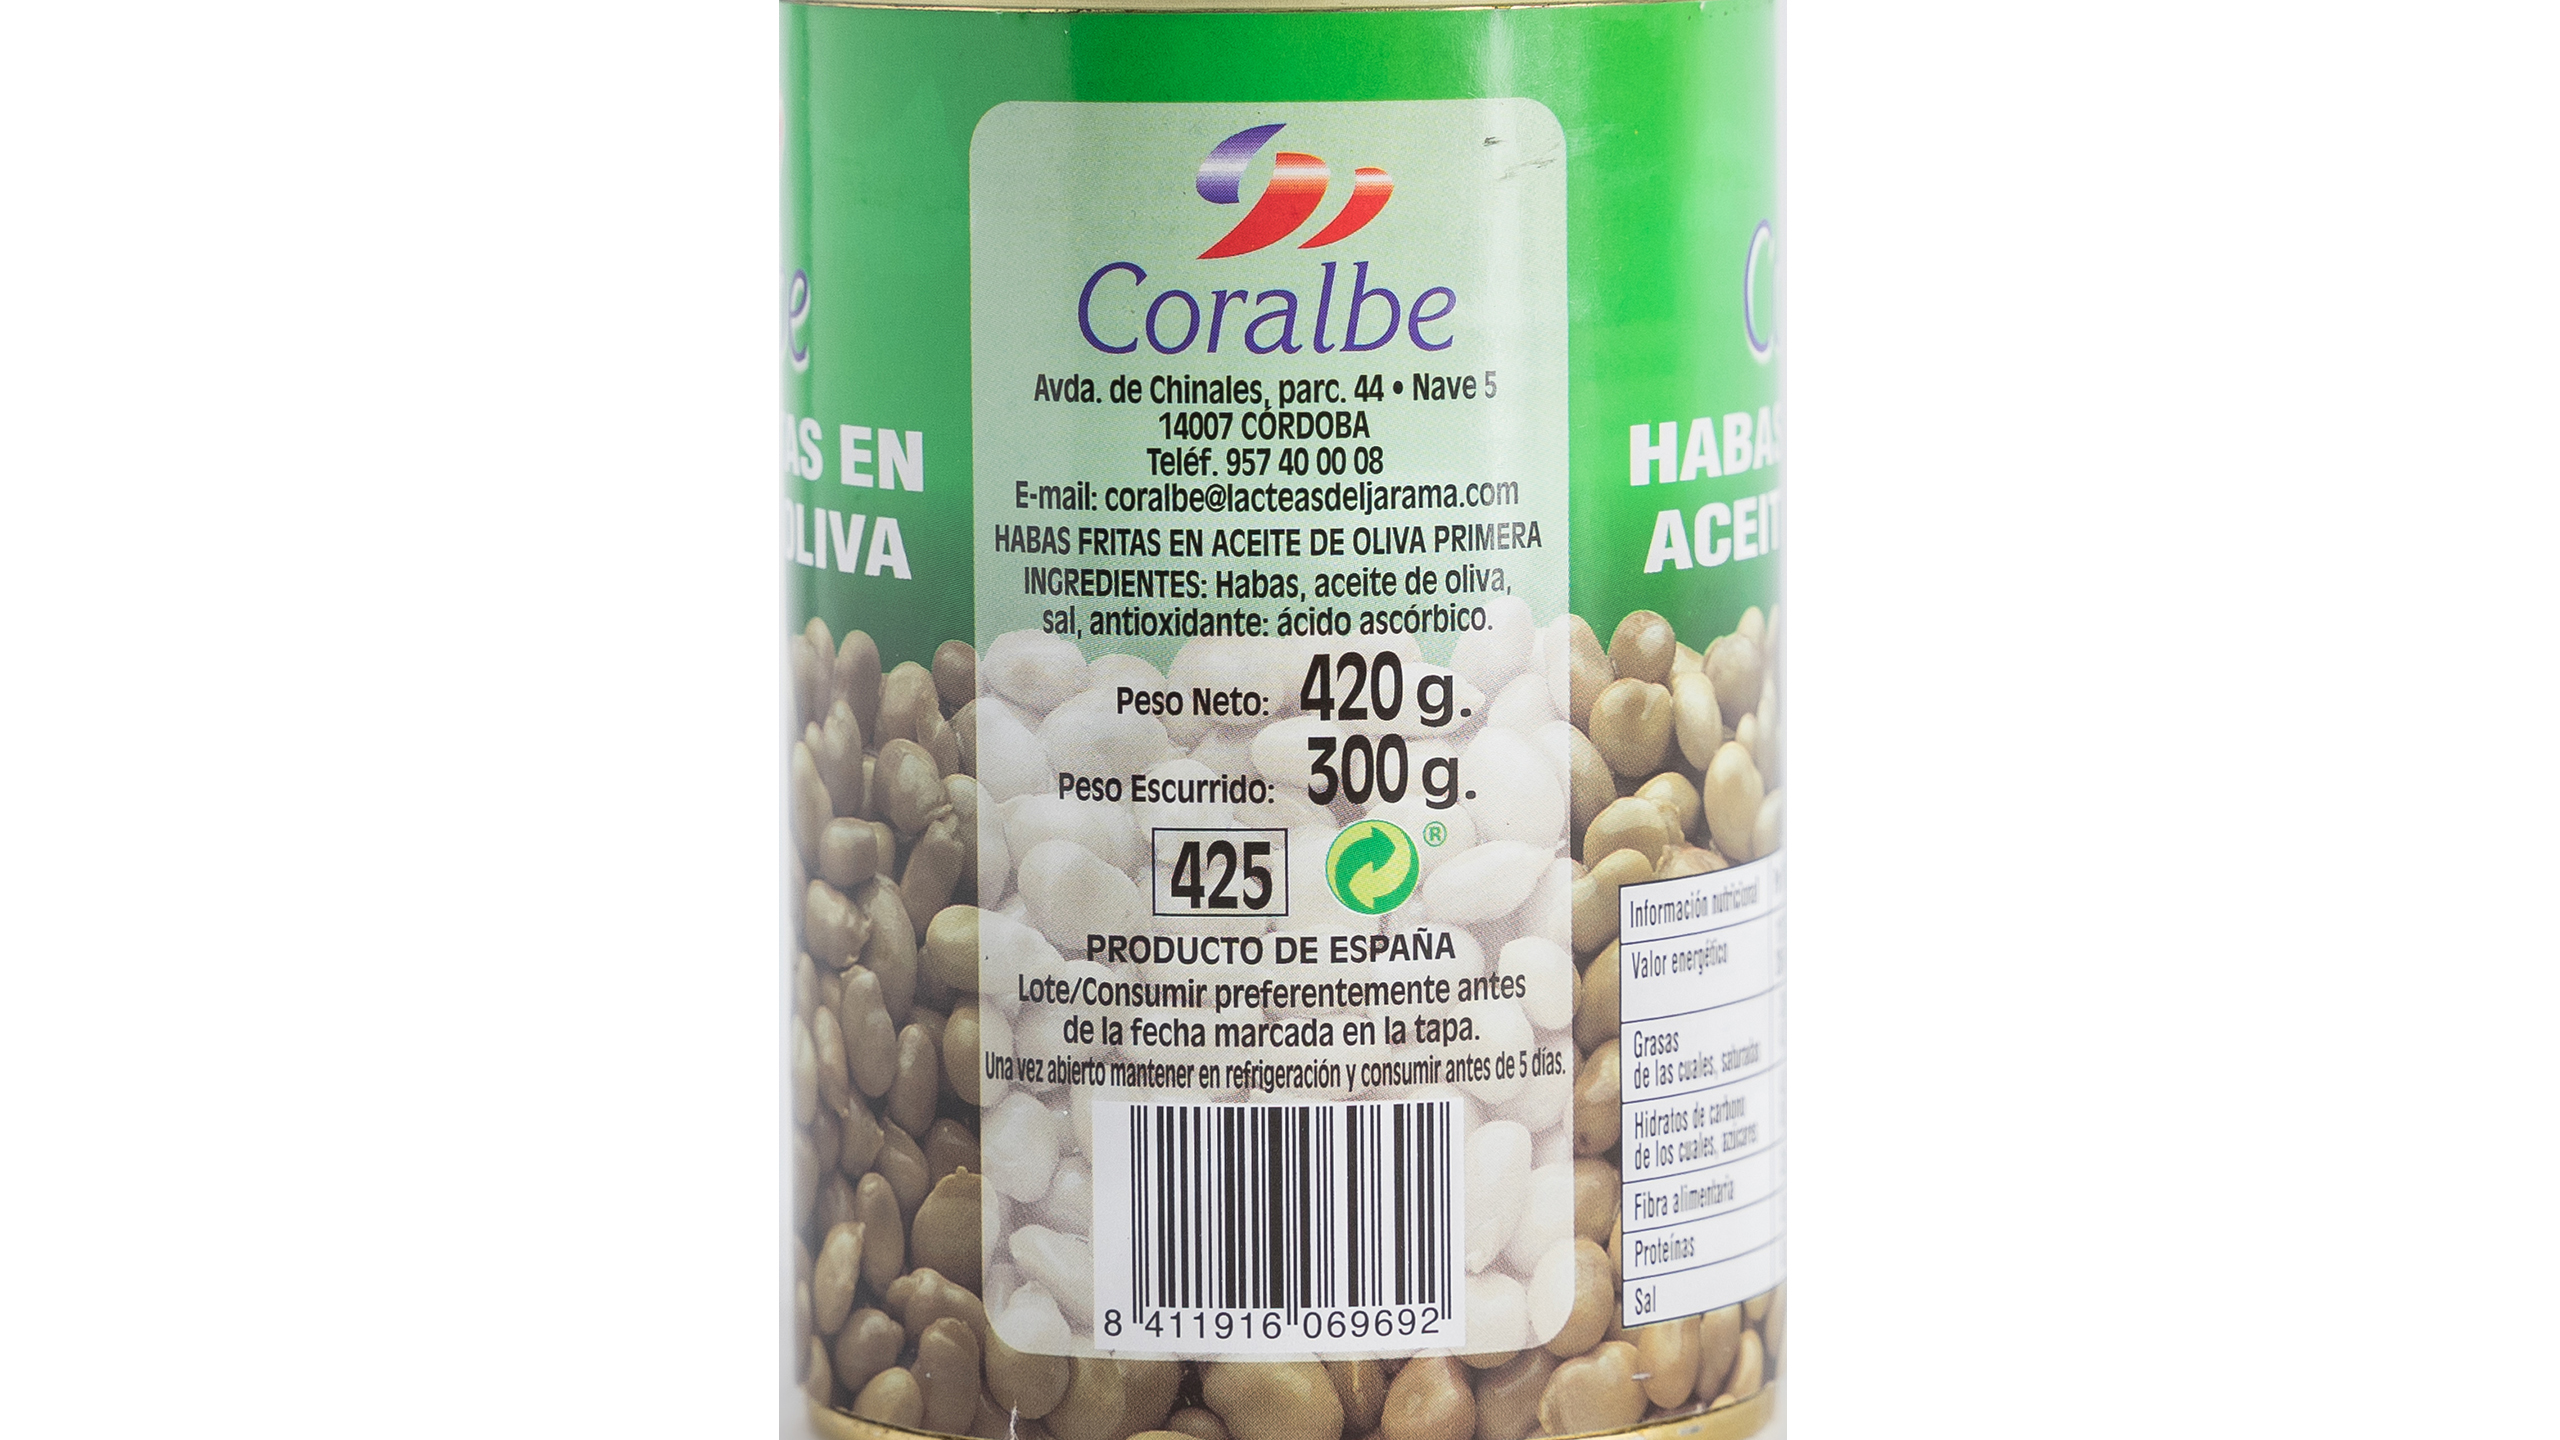 Coralbe
Avda. de Chinales, parc. 44 • Nave 5
14007 CÓRDOBA
Teléf. 957 40 00 08
E-mail: coralbe@lacteasdeljarama.com
HABAS FRITAS EN ACEITE DE OLIVA PRIMERA
INGREDIENTES: Habas, aceite de oliva,
sal, antioxidante: ácido ascórbico.
Peso Neto: 420 g.
Peso Escurrido: 300 g.
425 ®
PRODUCTO DE ESPAÑA
Lote/Consumir preferentemente antes
de la fecha marcada en la tapa.
Una vez abierto mantener en refrigeración y consumir antes de 5 días.
8 411916 069692
EN
OLIVA
HABAS
Información nutricional
Valor energético
Grasas
de las cuales, saturadas
Hidratos de carbono
de los cuales, azúcares
Fibra alimentaria
Proteínas
Sal